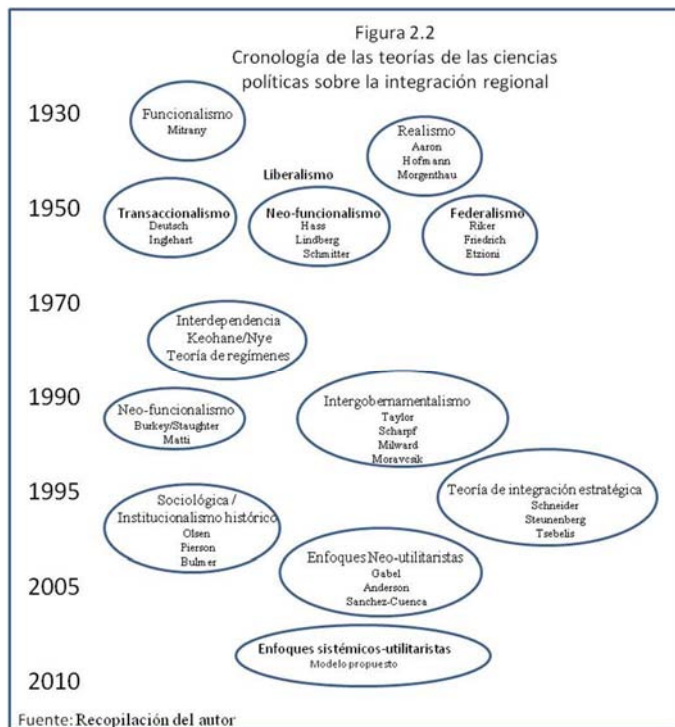 Figura 2.2
Cronología de las teorías de las ciencias
políticas sobre la integración regional
1930
Funcionalismo
Mitrany
Realismo
Aaron
Hofmann
Morgenthau
Liberalismo
1950
Transaccionalismo
Deutsch
Inglehart
Neo-funcionalismo
Hass
Lindberg
Schmitter
Federalismo
Riker
Friedrich
Etzioni
1970
Interdependencia
Keohane/Nye
Teoría de regímenes
1990
Neo-funcionalismo
Burkey/Staughter
Matti
Intergobernamentalismo
Taylor
Scharpf
Milward
Moravcsik
1995
Sociológica /
Institucionalismo histórico
Olsen
Pierson
Bulmer
Teoría de integración estratégica
Schneider
Steunenberg
Tsebelis
Enfoques Neo-utilitaristas
Gabel
Anderson
Sanchez-Cuenca
2005
Enfoques sistémicos-utilitaristas
Modelo propuesto
2010
Fuente: Recopilación del autor